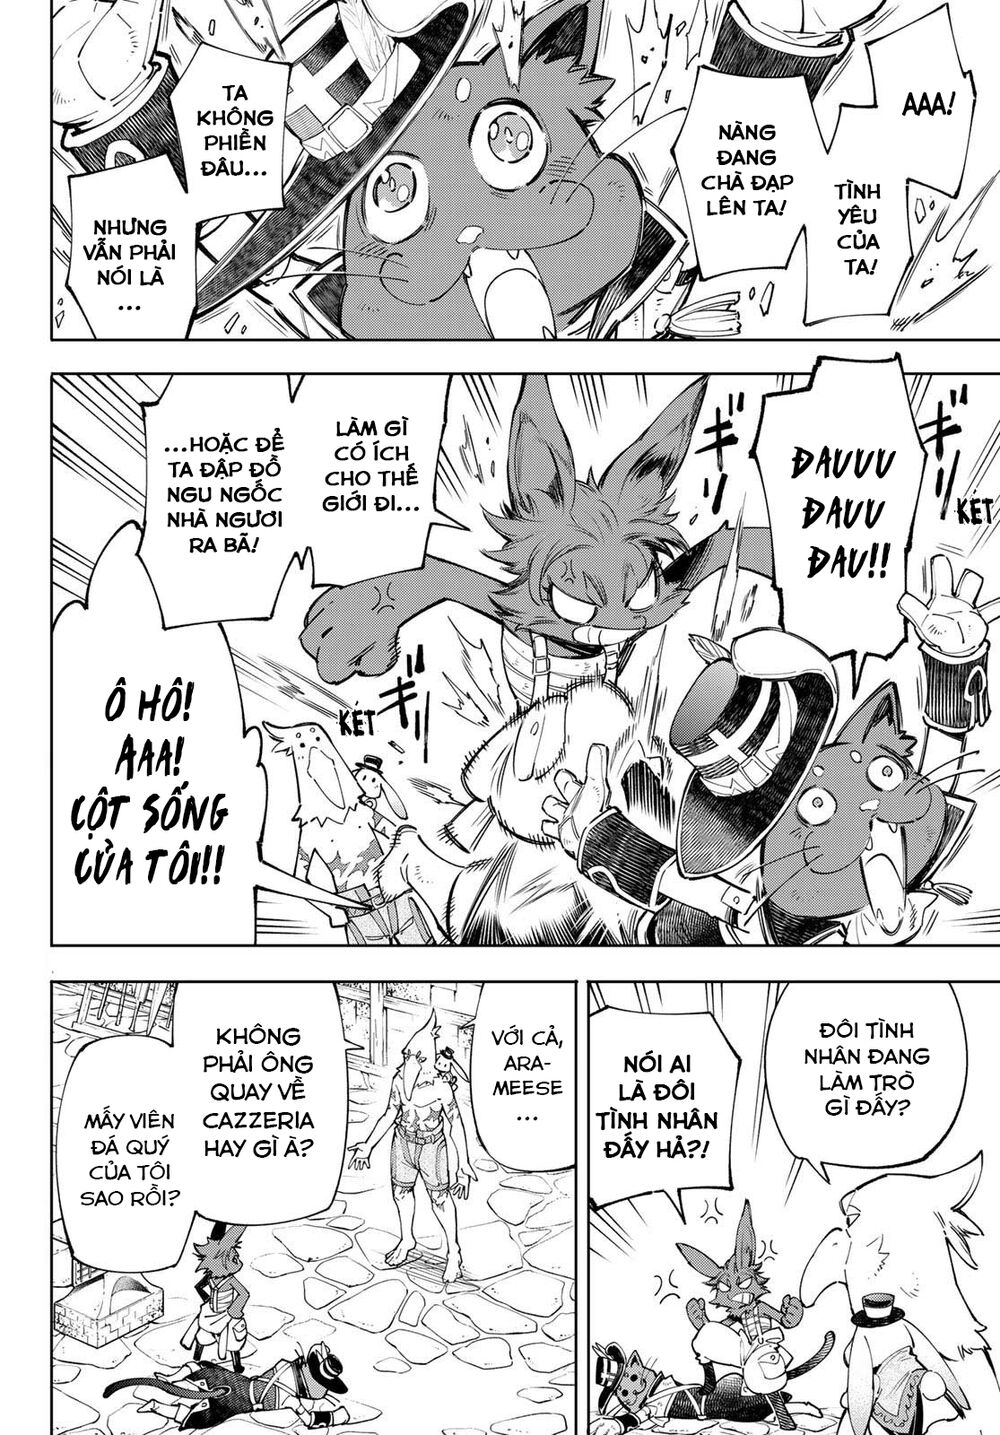 AAA!
TÌNH
YÊU
CỦA
TA!
NÀNG
ĐANG
CHÀ ĐẠP
LÊN TA!
TA
KHÔNG
PHIỀN
ĐÂU...
NHƯNG
VẪN PHẢI
NÓI LÀ
...
ĐAUUU
ĐAUU
ĐAU!!
KÉT
ギギ
LÀM GÌ
CÓ ÍCH
CHO THẾ
GIỚI ĐI...
...HOẶC ĐỂ
TA ĐẬP ĐỒ
NGU NGỐC
NHÀ NGƯƠI
RA BÃ!
KÉT
ギギ
Ô HÔ!
AAA!
CỘT SỐNG
CỦA TÔI!!
ĐÔI TÌNH
NHÂN ĐANG
LÀM TRÒ
GÌ ĐẤY?
NÓI AI
LÀ ĐÔI
TÌNH NHÂN
ĐẤY HẢ?!
VỚI CẢ,
ARA-
MEESE
...
KHÔNG
PHẢI ÔNG
QUAY VỀ
CAZZERIA
HAY GÌ À?
MẤY VIÊN
ĐÁ QUÝ
CỦA TÔI
SAO RỒI?